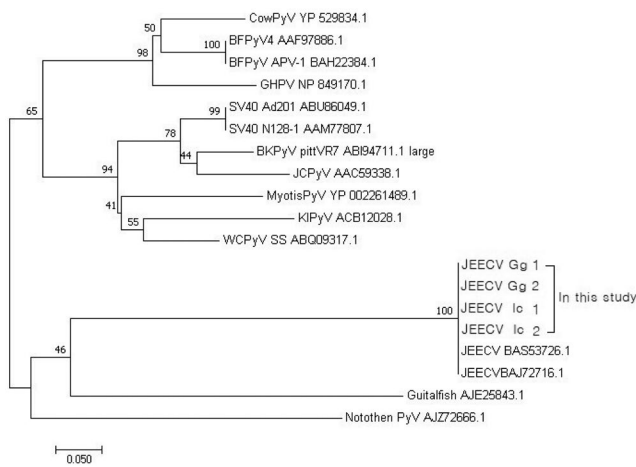 50
CowPyV YP 529834.1
BFPyV4 AAF97886.1
100
98
BFPyV APV-1 BAH22384.1
GHPV NP 849170.1
65
SV40 Ad201 ABU86049.1
99
SV40 N128-1 AAM77807.1
78
BKPyV pittVR7 ABI94711.1 large
44
JCPyV AAC59338.1
94
MyotisPyV YP 002261489.1
41
KIPyV ACB12028.1
55
WCPyV SS ABQ09317.1
JEECV Gg 1
JEECV Gg 2
In this study
100
JEECV Ic 1
JEECV Ic 2
46
JEECV BAS53726.1
JEECVBAJ72716.1
Guitalfish AJE25843.1
Notothen PyV AJZ72666.1
0.050